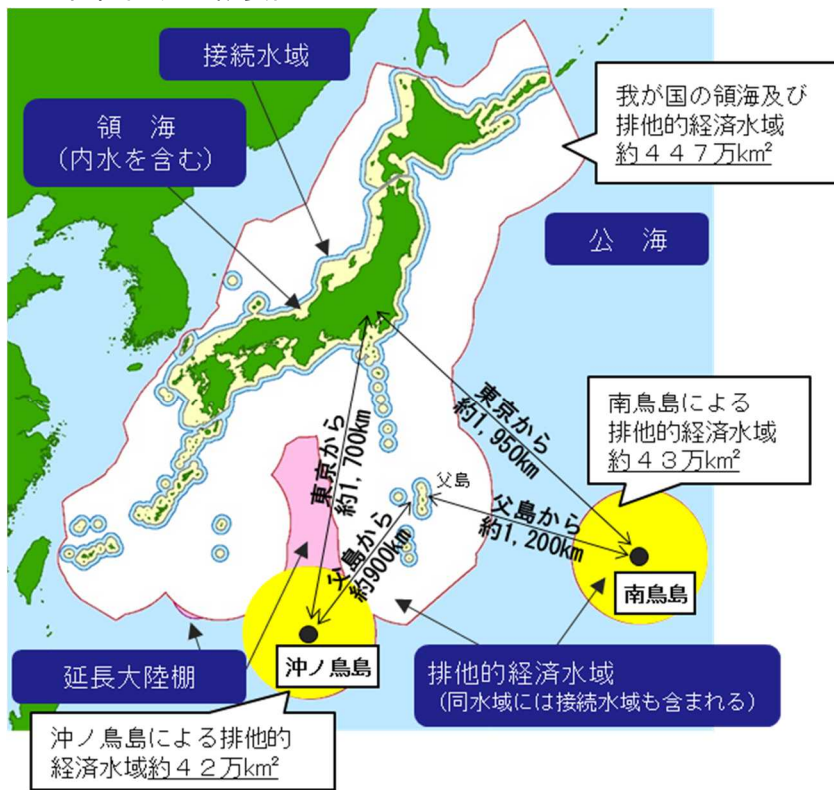 接続水域
領　海
（内水を含む）
我が国の領海及び
排他的経済水域
約４４７万km²
公　海
東京から
約1,950km
南鳥島による
排他的経済水域
約４３万km²
東京から
約1,700km
父島
父島から
約1,200km
父島から
約900km
南鳥島
沖ノ鳥島
延長大陸棚
排他的経済水域
（同水域には接続水域も含まれる）
沖ノ鳥島による排他的
経済水域約４２万km²